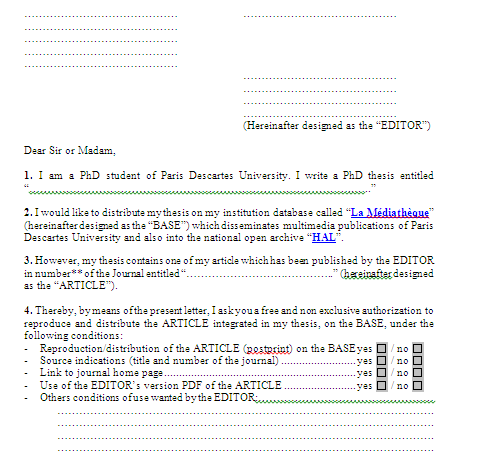 (Hereinafter designed as the “EDITOR”)
Dear Sir or Madam,
1. I am a PhD student of Paris Descartes University. I write a PhD thesis entitled
“..............................................................................................................”
2. I would like to distribute my thesis on my institution database called “La Médiathèque”
(hereinafter designed as the “BASE”) which disseminates multimedia publications of Paris
Descartes University and also into the national open archive “HAL”.
3. However, my thesis contains one of my article which has been published by the EDITOR
in number** of the Journal entitled “..........................................” (hereinafter designed
as the “ARTICLE”).
4. Thereby, by means of the present letter, I ask you a free and non exclusive authorization to
reproduce and distribute the ARTICLE integrated in my thesis, on the BASE, under the
following conditions:
- Reproduction/distribution of the ARTICLE (postprint) on the BASE yes / no
- Source indications (title and number of the journal) ......................yes / no
- Link to journal home page......................................................yes / no
- Use of the EDITOR’s version PDF of the ARTICLE .....................yes / no
- Others conditions of use wanted by the EDITOR:..........................................